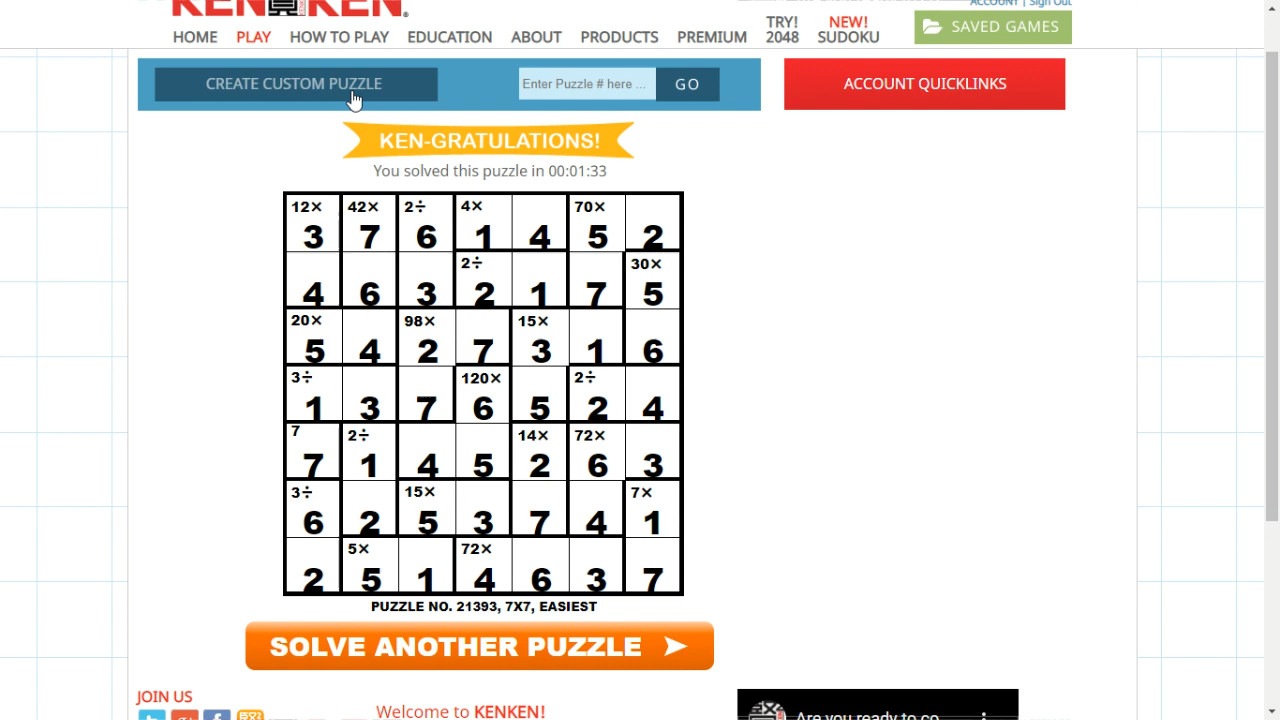 KENKEN®
ACCOUNT | Sign Out
HOME PLAY HOW TO PLAY EDUCATION ABOUT PRODUCTS PREMIUM TRY! 2048 NEW! SUDOKU SAVED GAMES
CREATE CUSTOM PUZZLE Enter Puzzle # here ... GO ACCOUNT QUICKLINKS
KEN-GRATULATIONS!
You solved this puzzle in 00:01:33
12× 42× 2÷ 4× 70×
3 7 6 1 4 5 2
2÷ 30×
4 6 3 2 1 7 5
20× 98× 15×
5 4 2 7 3 1 6
3÷ 120× 2÷
1 3 7 6 5 2 4
7 2÷ 14× 72×
7 1 4 5 2 6 3
3÷ 15× 7×
6 2 5 3 7 4 1
5× 72×
2 5 1 4 6 3 7
PUZZLE NO. 21393, 7X7, EASIEST
SOLVE ANOTHER PUZZLE
JOIN US
Welcome to KENKEN!
Are you ready to co